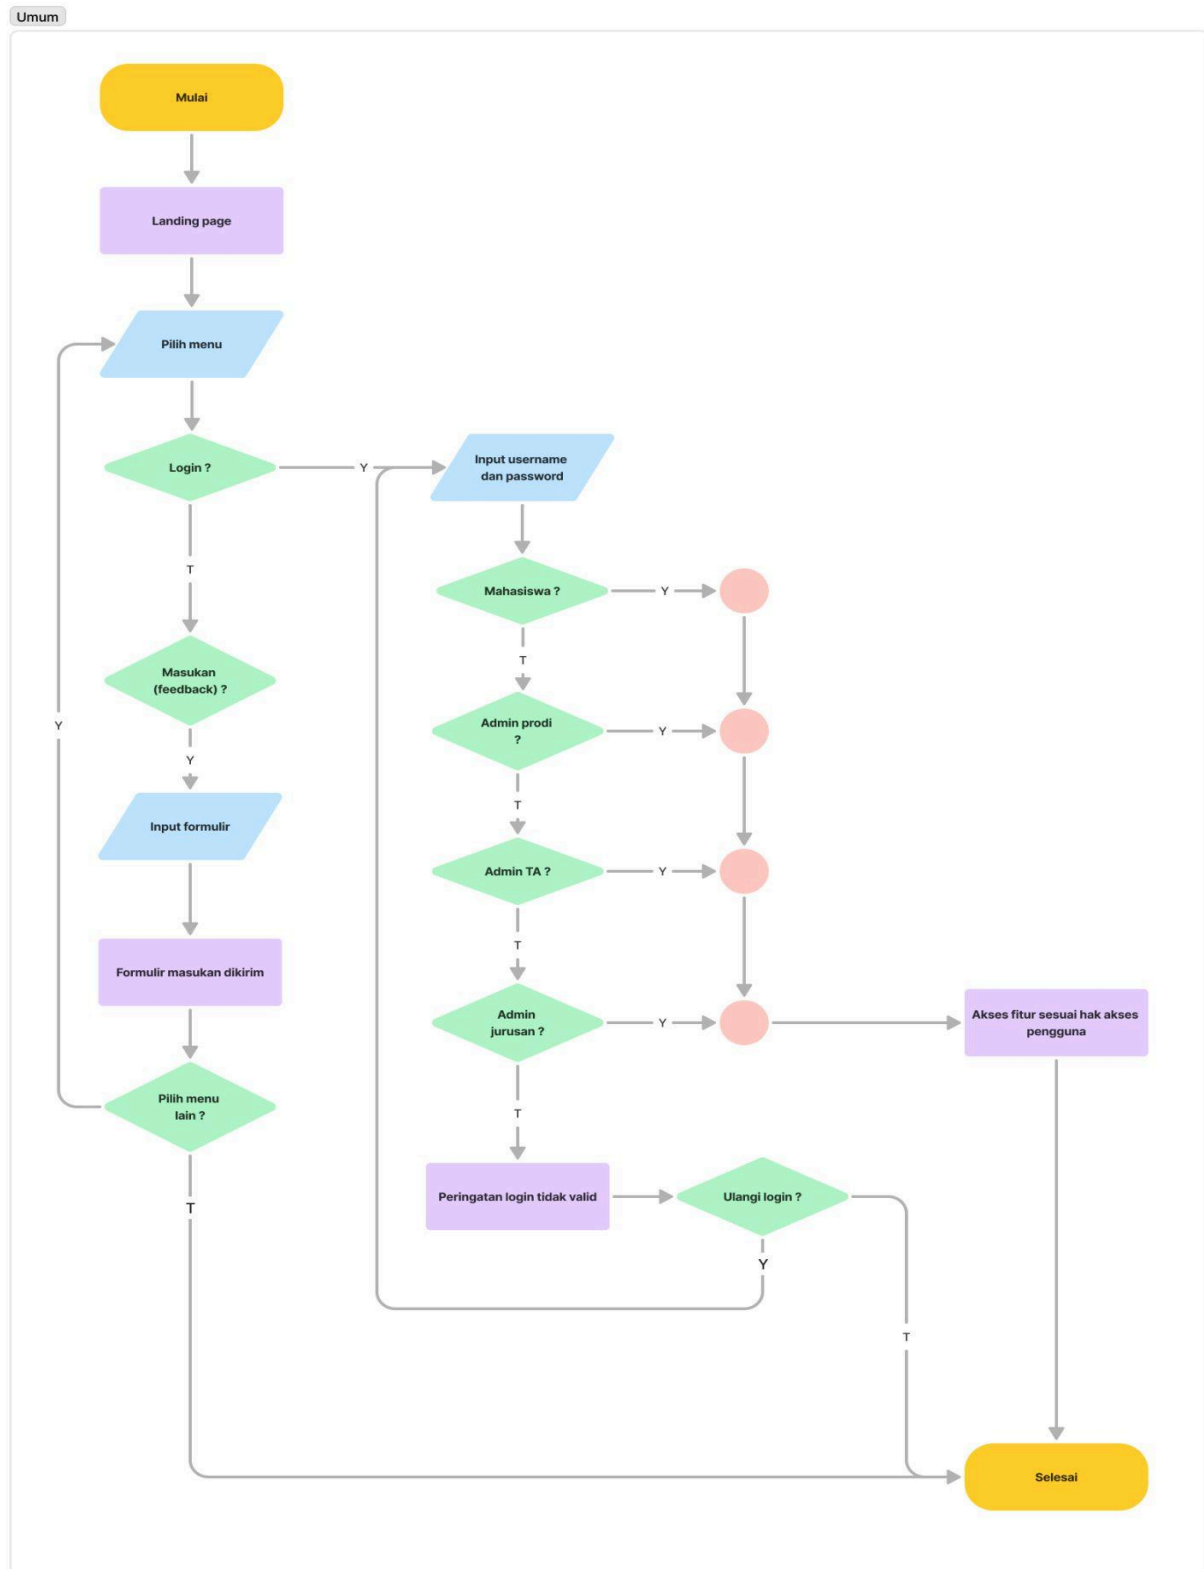 Umum
Mulai
Landing page
Pilih menu
Login ?
Y
Input username
dan password
T
Mahasiswa ?
Y
T
Masukan
(feedback) ?
Y
Y
Admin prodi
?
Y
T
Input formulir
Admin TA ?
Y
T
Formulir masukan dikirim
Admin
jurusan ?
Y
Akses fitur sesuai hak akses
pengguna
Pilih menu
lain ?
T
T
Peringatan login tidak valid
Ulangi login ?
Y
T
Selesai